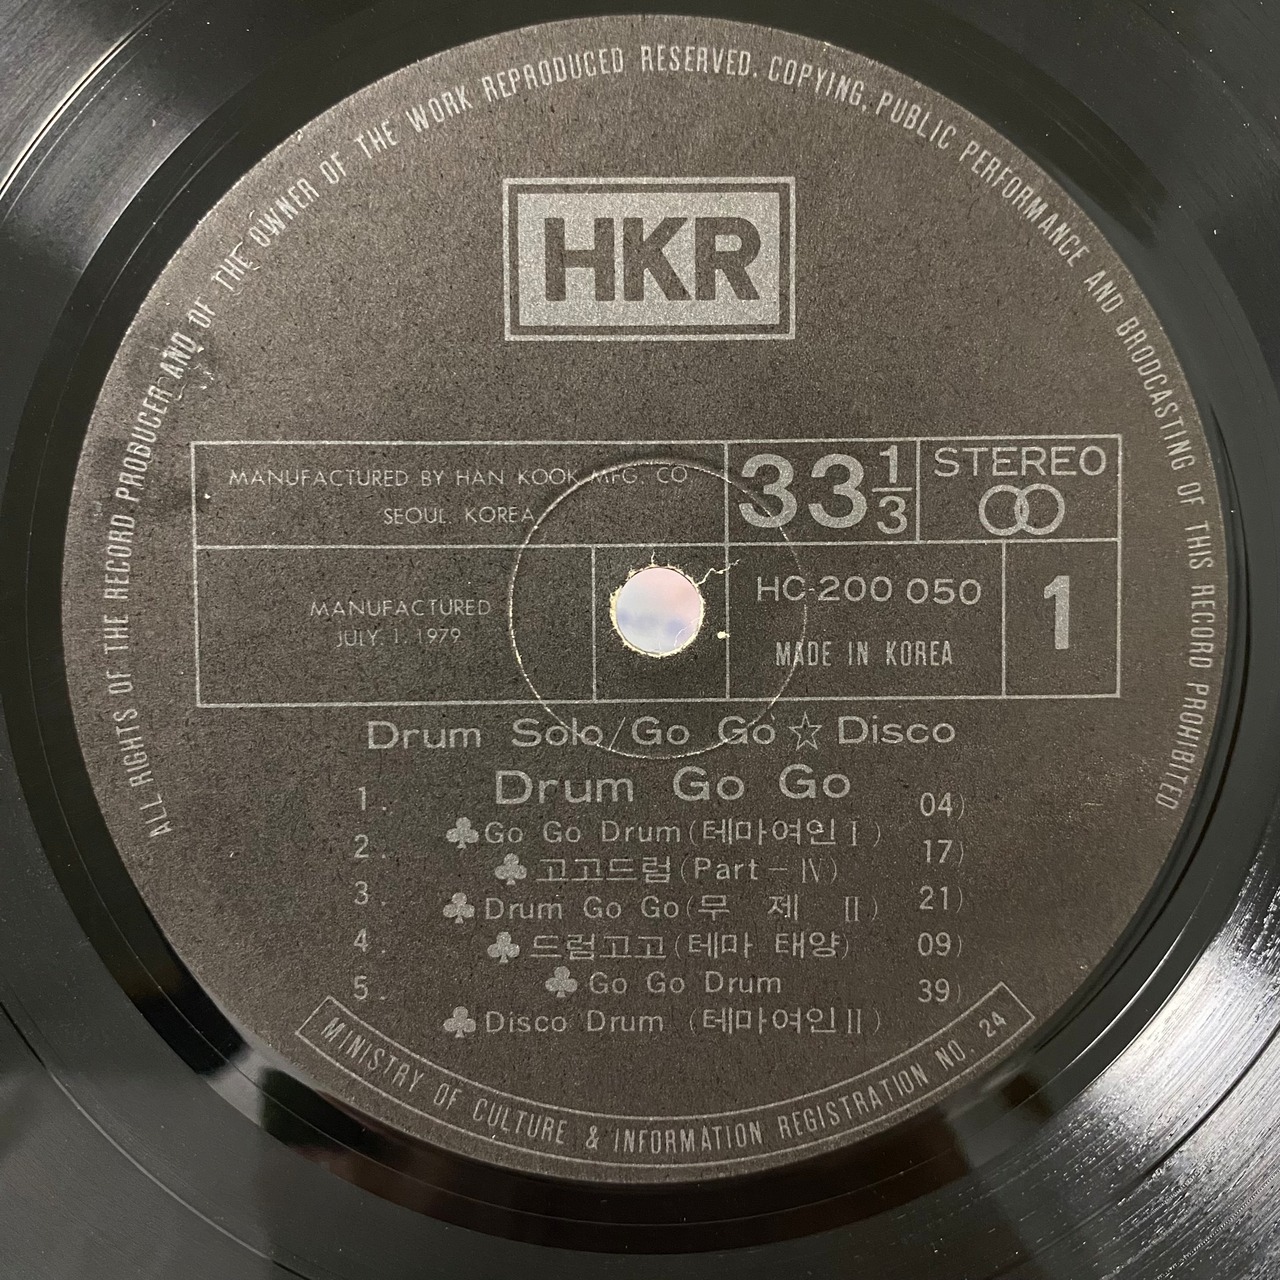 ALL RIGHTS OF THE RECORD PRODUCER AND OF THE OWNER OF THE WORK REPRODUCED RESERVED. COPYING, PUBLIC PERFORMANCE AND BRODCASTING OF THIS RECORD PROHIBITED
HKR
MANUFACTURED BY HAN KOOK MFG. CO
SEOUL. KOREA
33 1/3
STEREO
MANUFACTURED
JULY. 1. 1979
HC-200 050
MADE IN KOREA
1
Drum Solo/Go Go☆Disco
Drum Go Go
1. ♣Go Go Drum(테마여인Ⅰ) 04)
2. ♣고고드럼(Part-Ⅳ) 17)
3. ♣Drum Go Go(무 제 Ⅱ) 21)
4. ♣드럼고고(테마 태양) 09)
♣Go Go Drum
5. 39)
♣Disco Drum (테마여인Ⅱ)
MINISTRY OF CULTURE & INFORMATION REGISTRATION NO. 24